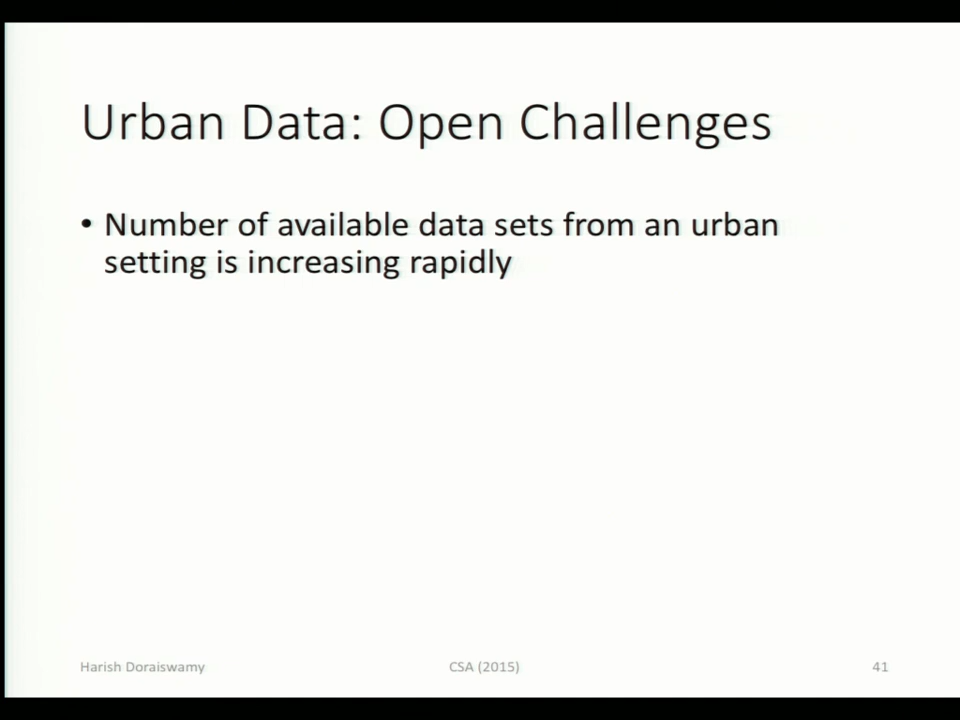 Urban Data: Open Challenges
• Number of available data sets from an urban
setting is increasing rapidly
Harish Doraiswamy
CSA (2015)
41